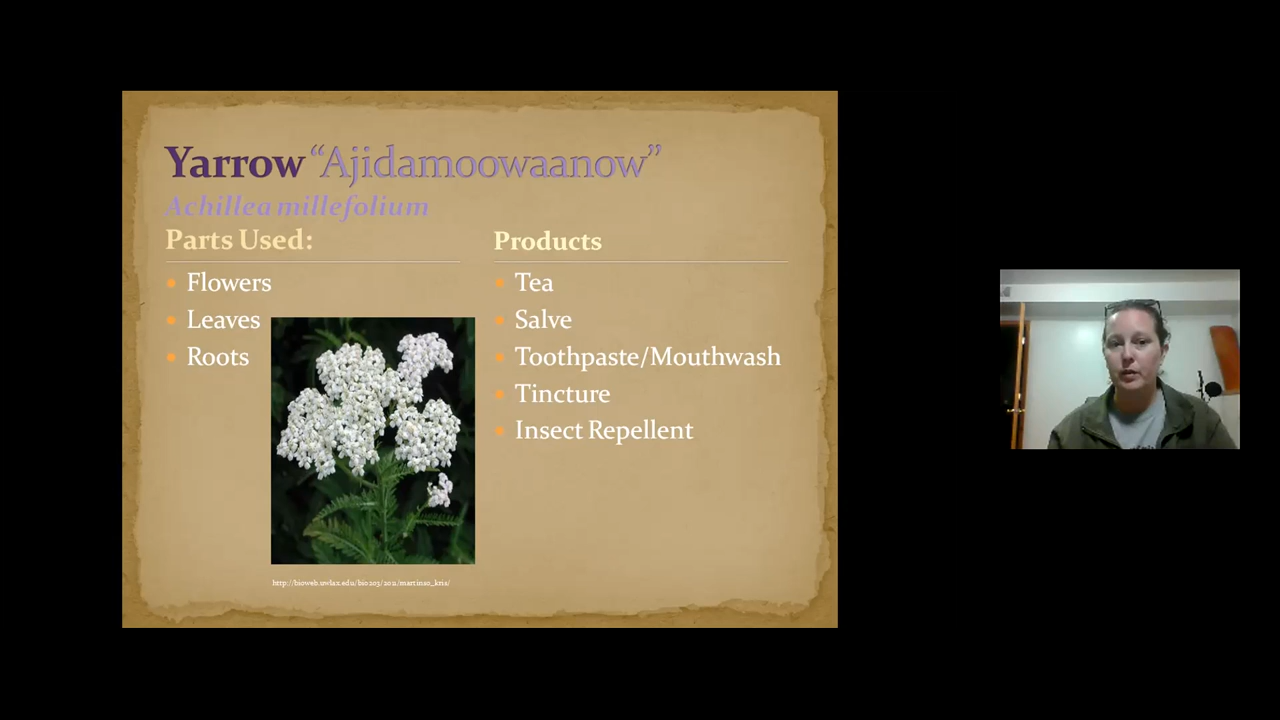 Yarrow “Ajidamoowaanow”
Achillea millefolium
Parts Used:
• Flowers
• Leaves
• Roots
Products
• Tea
• Salve
• Toothpaste/Mouthwash
• Tincture
• Insect Repellent